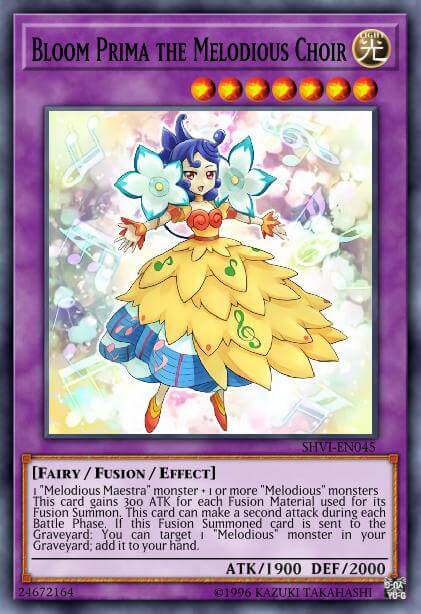 Bloom Prima the Melodious Choir
LIGHT
光
SHVI-EN045
[Fairy / Fusion / Effect]
1 "Melodious Maestra" monster + 1 or more "Melodious" monsters
This card gains 300 ATK for each Fusion Material used for its
Fusion Summon. This card can make a second attack during each
Battle Phase. If this Fusion Summoned card is sent to the
Graveyard: You can target 1 "Melodious" monster in your
Graveyard; add it to your hand.
ATK/1900 DEF/2000
24672164
©1996 KAZUKI TAKAHASHI